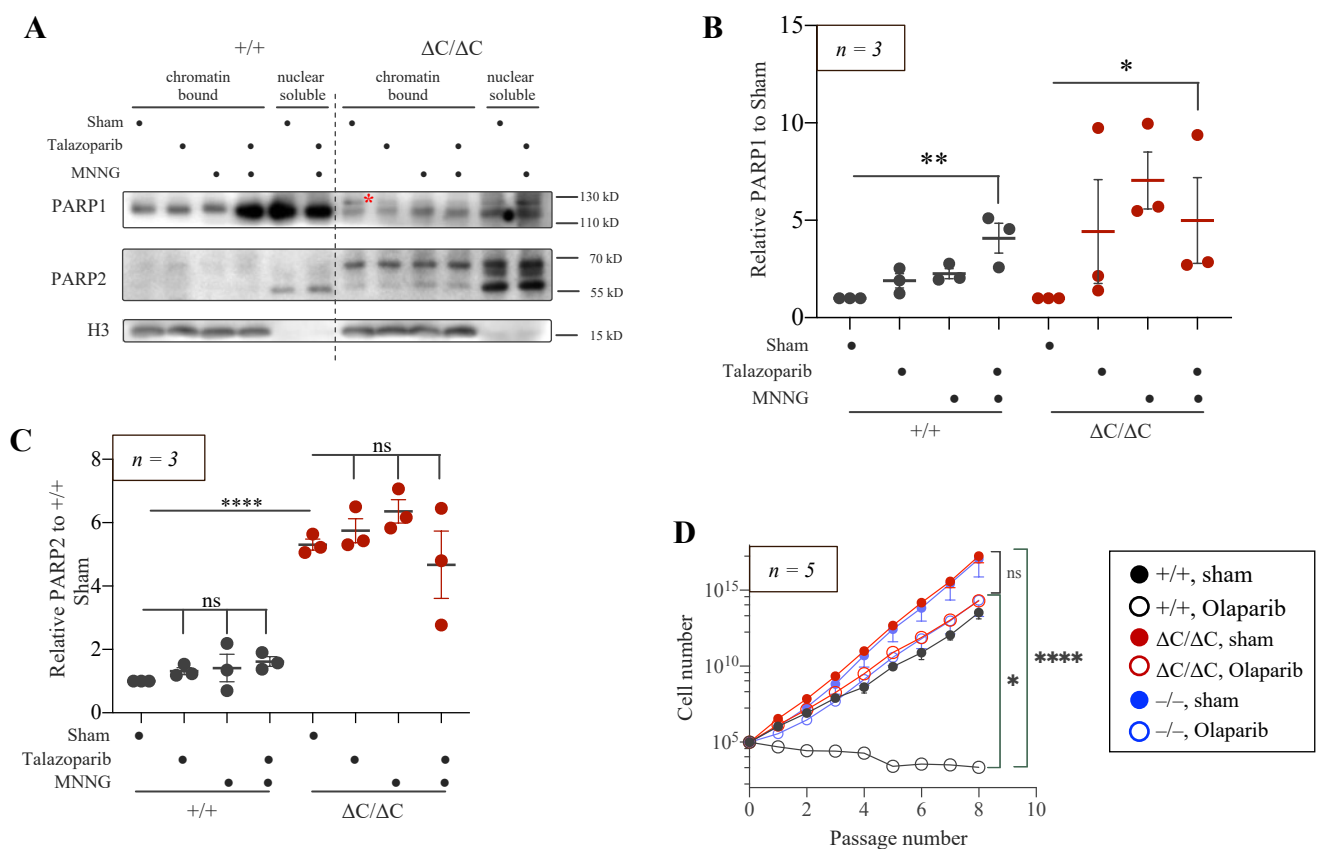 A
+/+
ΔC/ΔC
chromatin bound
nuclear soluble
chromatin bound
nuclear soluble
Sham
Talazoparib
MNNG
PARP1
*
130 kD
110 kD
PARP2
70 kD
55 kD
H3
15 kD
B
Relative PARP1 to Sham
15
10
5
0
n = 3
**
*
Sham
Talazoparib
MNNG
+/+
ΔC/ΔC
C
Relative PARP2 to +/+
Sham
8
6
4
2
0
n = 3
ns
****
ns
Sham
Talazoparib
MNNG
+/+
ΔC/ΔC
D
Cell number
10^15
10^10
10^5
n = 5
ns
*
****
0 2 4 6 8 10
Passage number
+/+, sham
+/+, Olaparib
ΔC/ΔC, sham
ΔC/ΔC, Olaparib
–/–, sham
–/–, Olaparib